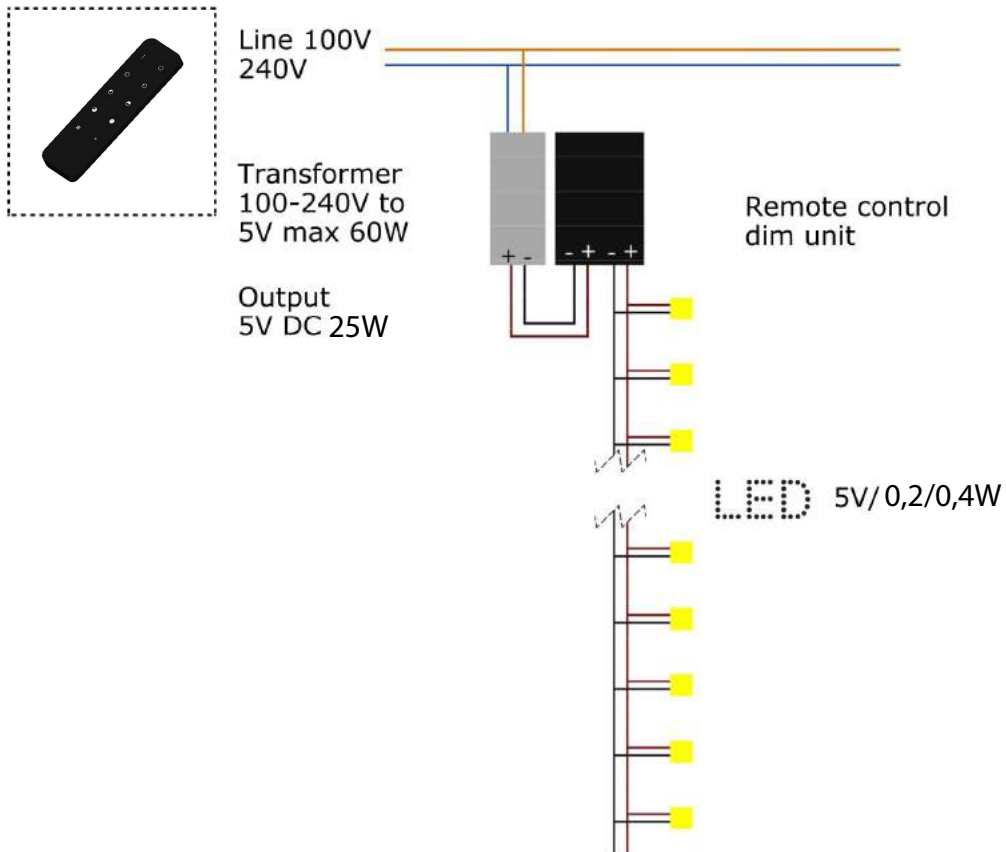 Line 100V
240V
Transformer
100-240V to
5V max 60W
+ - - + - +
Remote control
dim unit
Output
5V DC 25W
LED 5V/ 0,2/0,4W